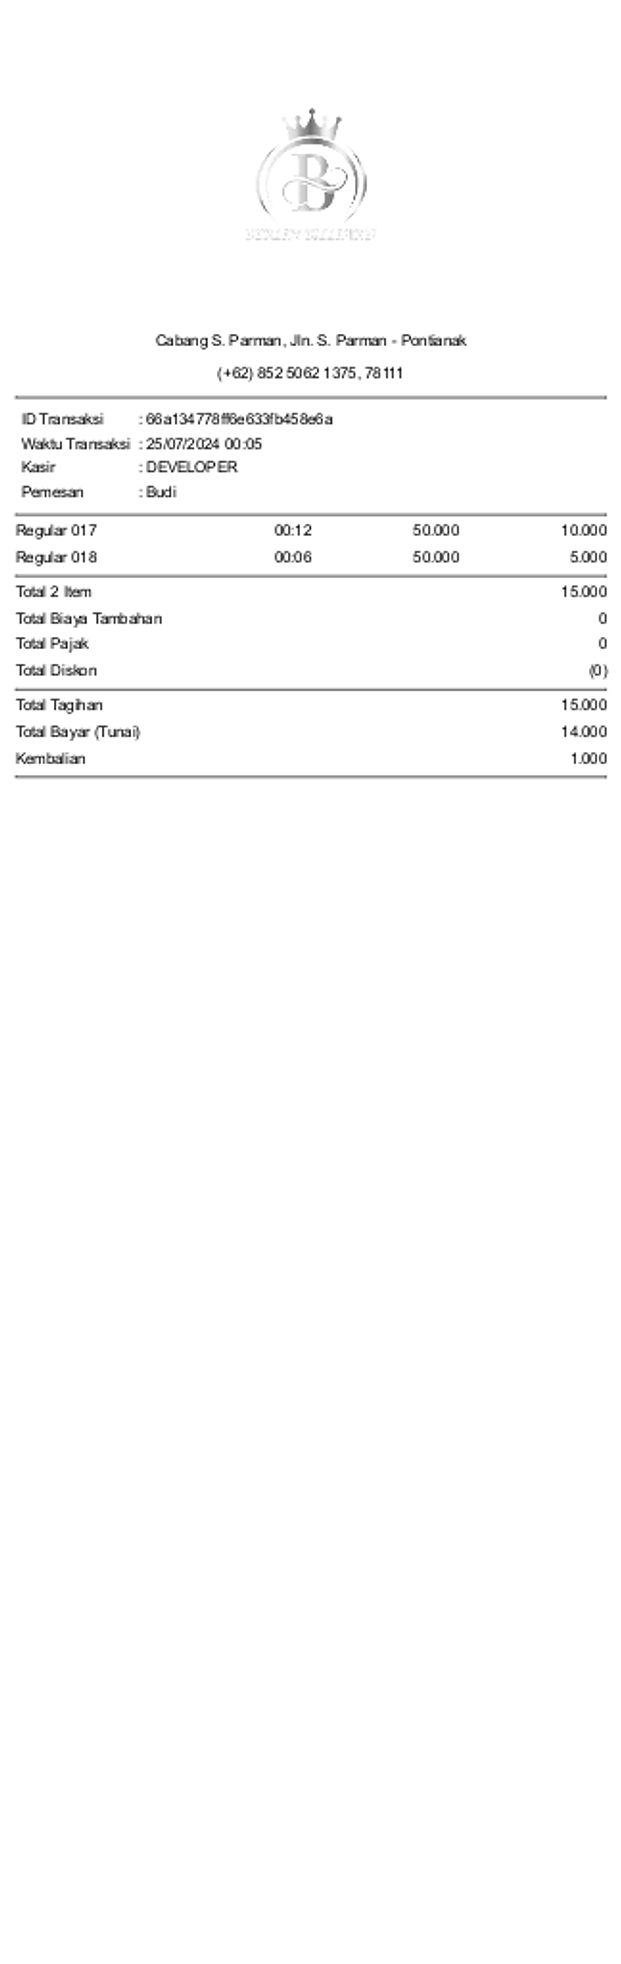 B
Cabang S. Parman, Jln. S. Parman - Pontianak
(+62) 852 5062 1375, 78111
ID Transaksi : 66a134778ff6e633fb458e6a
Waktu Transaksi : 25/07/2024 00:05
Kasir : DEVELOPER
Pemesan : Budi
Regular 017 00:12 50.000 10.000
Regular 018 00:06 50.000 5.000
Total 2 Item 15.000
Total Biaya Tambahan 0
Total Pajak 0
Total Diskon (0)
Total Tagihan 15.000
Total Bayar (Tunai) 14.000
Kembalian 1.000